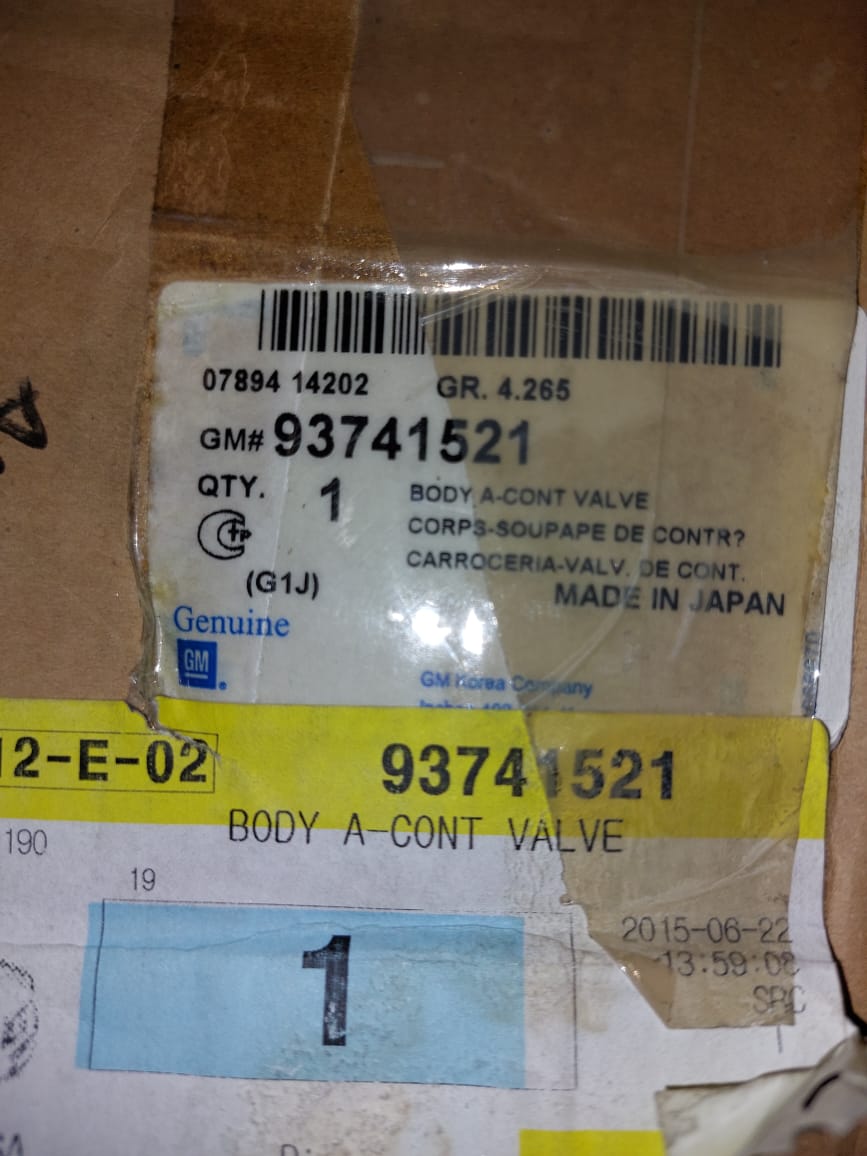 07894 14202 GR. 4.265
GM# 93741521
QTY. 1
BODY A-CONT VALVE
CORPS-SOUPAPE DE CONTR?
CARROCERIA-VALV. DE CONT.
(G1J)
MADE IN JAPAN
Genuine
GM
GM Korea Company
12-E-02 93741521
BODY A-CONT VALVE
190
19
1
2015-06-22
13:59:08